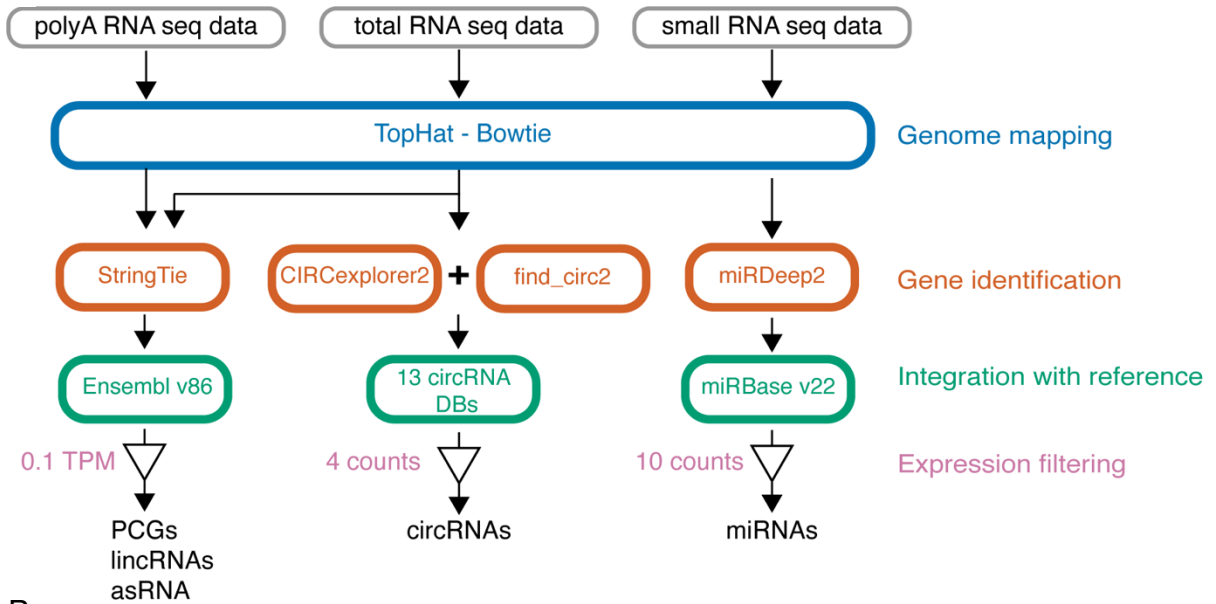 polyA RNA seq data
total RNA seq data
small RNA seq data
TopHat - Bowtie
Genome mapping
StringTie
CIRCexplorer2
+
find_circ2
miRDeep2
Gene identification
Ensembl v86
13 circRNA
DBs
miRBase v22
Integration with reference
0.1 TPM
4 counts
10 counts
Expression filtering
PCGs
lincRNAs
asRNA
circRNAs
miRNAs